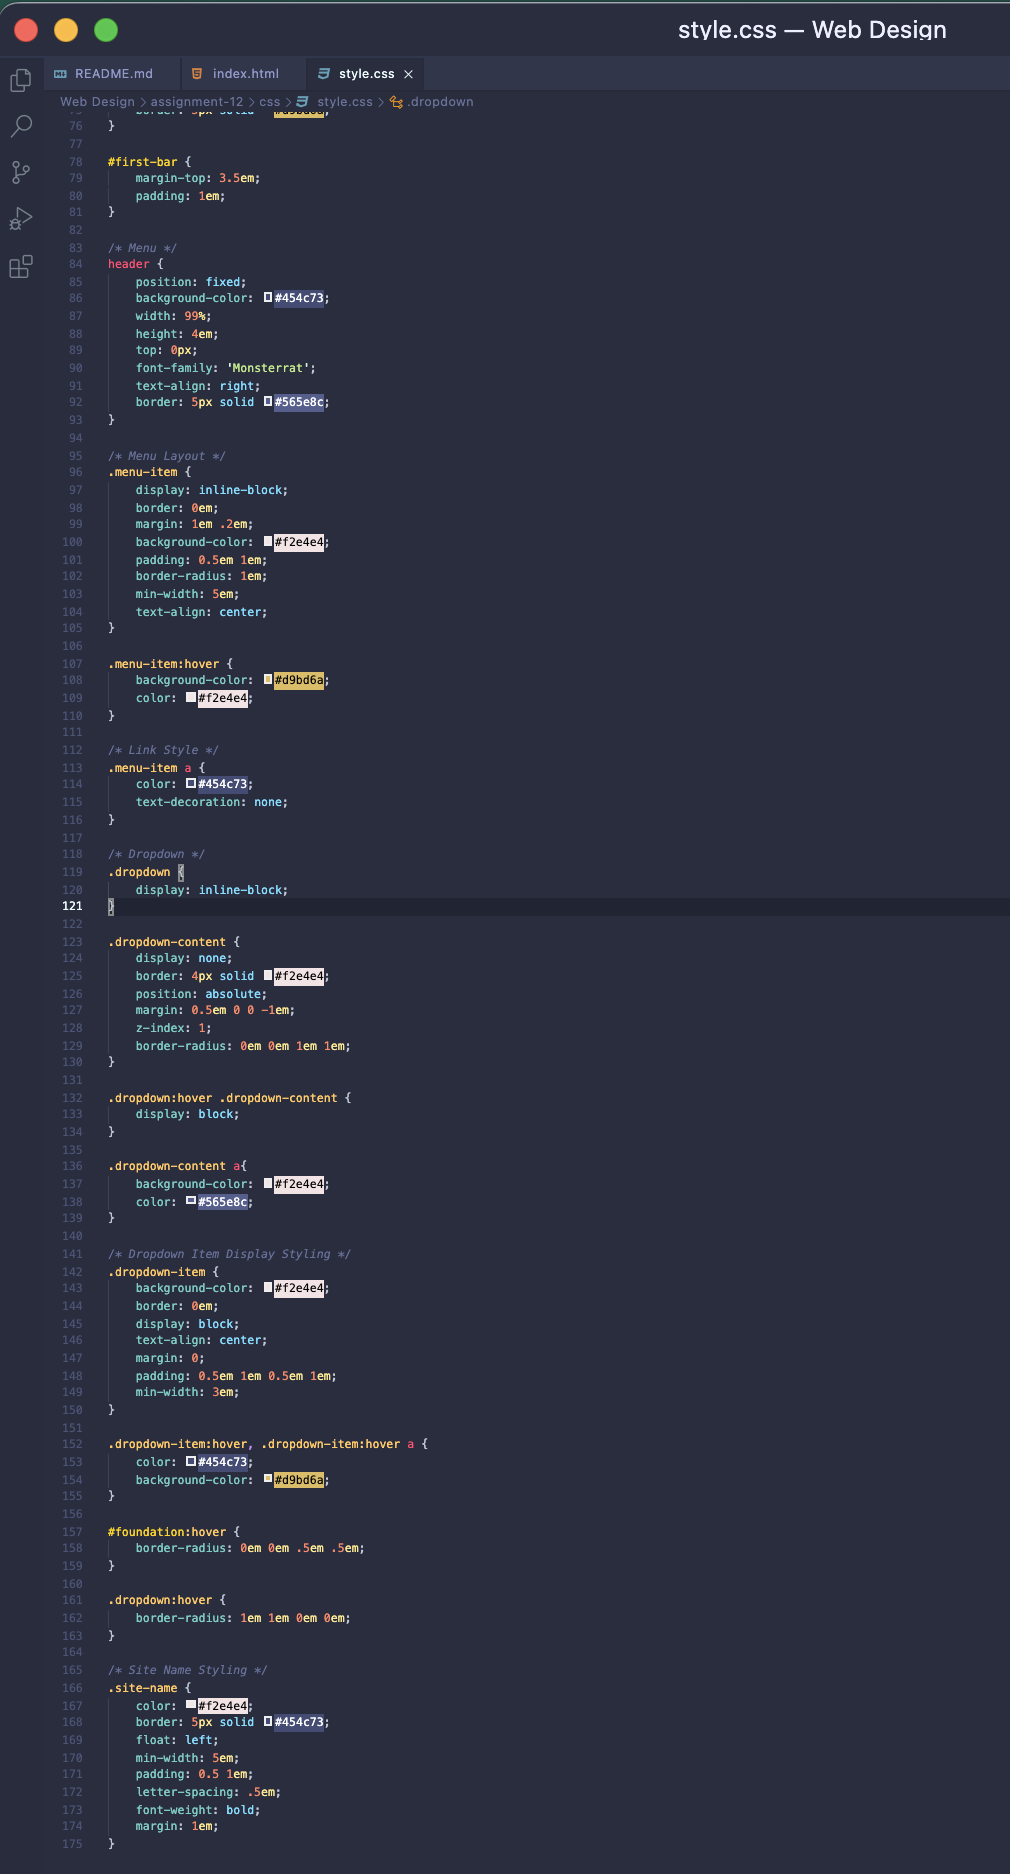 style.css — Web Design
README.md index.html style.css
Web Design > assignment-12 > css > style.css > .dropdown
76 }
77
78 #first-bar {
79 margin-top: 3.5em;
80 padding: 1em;
81 }
82
83 /* Menu */
84 header {
85 position: fixed;
86 background-color: #454c73;
87 width: 99%;
88 height: 4em;
89 top: 0px;
90 font-family: 'Monsterrat';
91 text-align: right;
92 border: 5px solid #565e8c;
93 }
94
95 /* Menu Layout */
96 .menu-item {
97 display: inline-block;
98 border: 0em;
99 margin: 1em .2em;
100 background-color: #f2e4e4;
101 padding: 0.5em 1em;
102 border-radius: 1em;
103 min-width: 5em;
104 text-align: center;
105 }
106
107 .menu-item:hover {
108 background-color: #d9bd6a;
109 color: #f2e4e4;
110 }
111
112 /* Link Style */
113 .menu-item a {
114 color: #454c73;
115 text-decoration: none;
116 }
117
118 /* Dropdown */
119 .dropdown {
120 display: inline-block;
121 }
122
123 .dropdown-content {
124 display: none;
125 border: 4px solid #f2e4e4;
126 position: absolute;
127 margin: 0.5em 0 0 -1em;
128 z-index: 1;
129 border-radius: 0em 0em 1em 1em;
130 }
131
132 .dropdown:hover .dropdown-content {
133 display: block;
134 }
135
136 .dropdown-content a{
137 background-color: #f2e4e4;
138 color: #565e8c;
139 }
140
141 /* Dropdown Item Display Styling */
142 .dropdown-item {
143 background-color: #f2e4e4;
144 border: 0em;
145 display: block;
146 text-align: center;
147 margin: 0;
148 padding: 0.5em 1em 0.5em 1em;
149 min-width: 3em;
150 }
151
152 .dropdown-item:hover, .dropdown-item:hover a {
153 color: #454c73;
154 background-color: #d9bd6a;
155 }
156
157 #foundation:hover {
158 border-radius: 0em 0em .5em .5em;
159 }
160
161 .dropdown:hover {
162 border-radius: 1em 1em 0em 0em;
163 }
164
165 /* Site Name Styling */
166 .site-name {
167 color: #f2e4e4;
168 border: 5px solid #454c73;
169 float: left;
170 min-width: 5em;
171 padding: 0.5 1em;
172 letter-spacing: .5em;
173 font-weight: bold;
174 margin: 1em;
175 }